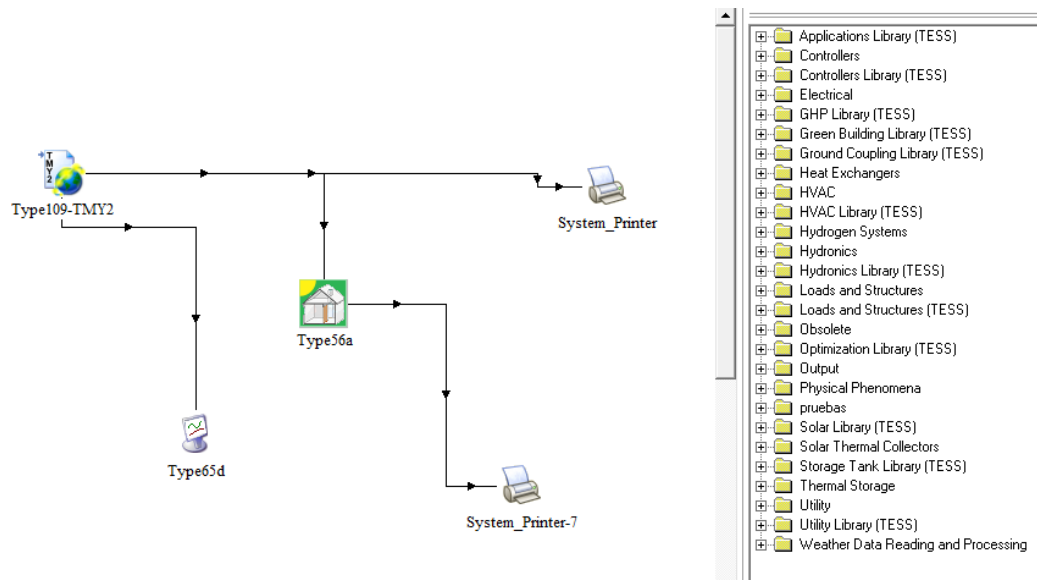 TMY2
Type109-TMY2
System_Printer
Type56a
Type65d
System_Printer-7
Applications Library (TESS)
Controllers
Controllers Library (TESS)
Electrical
GHP Library (TESS)
Green Building Library (TESS)
Ground Coupling Library (TESS)
Heat Exchangers
HVAC
HVAC Library (TESS)
Hydrogen Systems
Hydronics
Hydronics Library (TESS)
Loads and Structures
Loads and Structures (TESS)
Obsolete
Optimization Library (TESS)
Output
Physical Phenomena
pruebas
Solar Library (TESS)
Solar Thermal Collectors
Storage Tank Library (TESS)
Thermal Storage
Utility
Utility Library (TESS)
Weather Data Reading and Processing